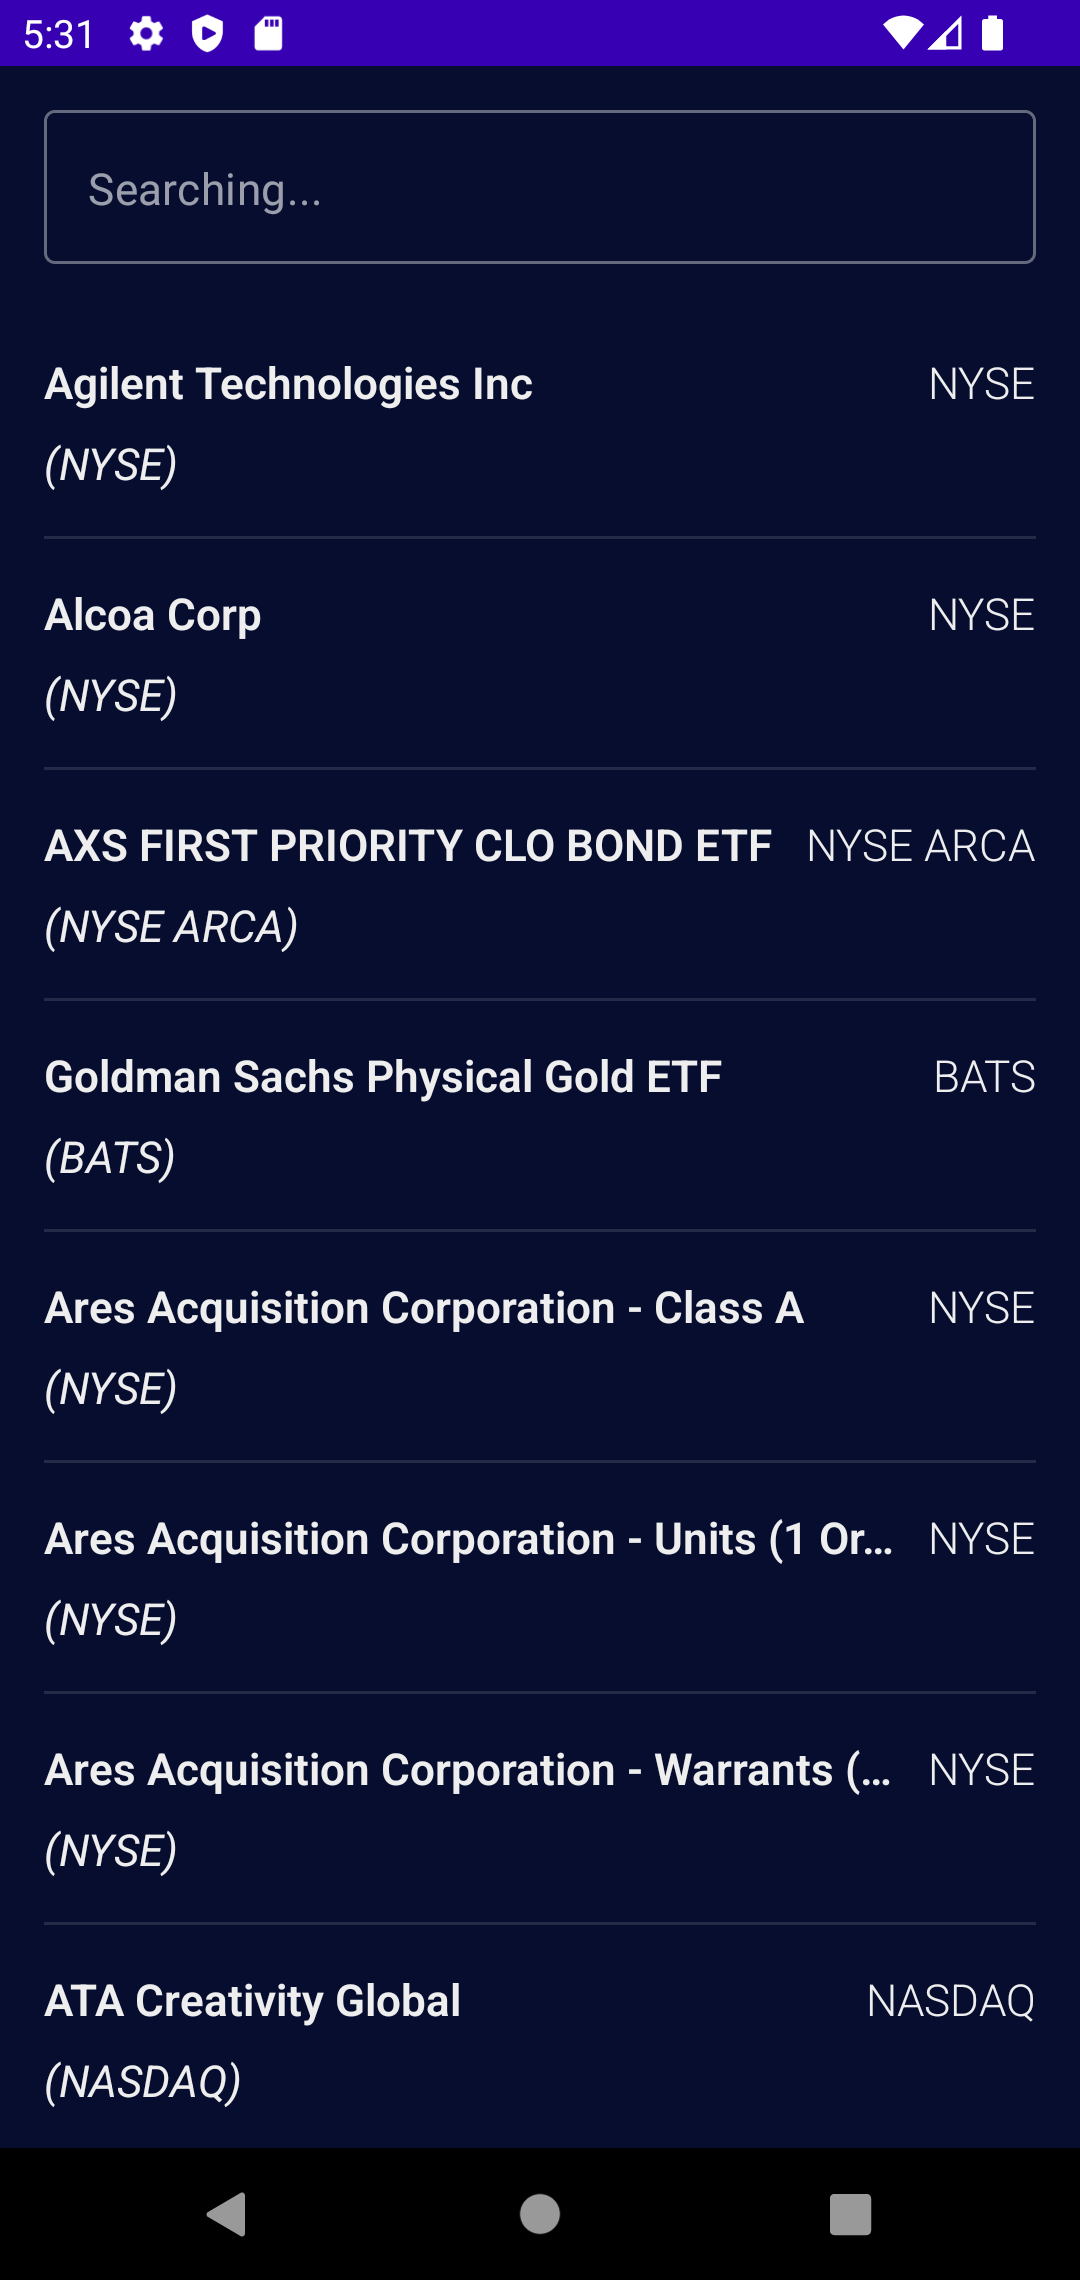 5:31
Searching...
Agilent Technologies Inc NYSE
(NYSE)
Alcoa Corp NYSE
(NYSE)
AXS FIRST PRIORITY CLO BOND ETF NYSE ARCA
(NYSE ARCA)
Goldman Sachs Physical Gold ETF BATS
(BATS)
Ares Acquisition Corporation - Class A NYSE
(NYSE)
Ares Acquisition Corporation - Units (1 Or... NYSE
(NYSE)
Ares Acquisition Corporation - Warrants (... NYSE
(NYSE)
ATA Creativity Global NASDAQ
(NASDAQ)